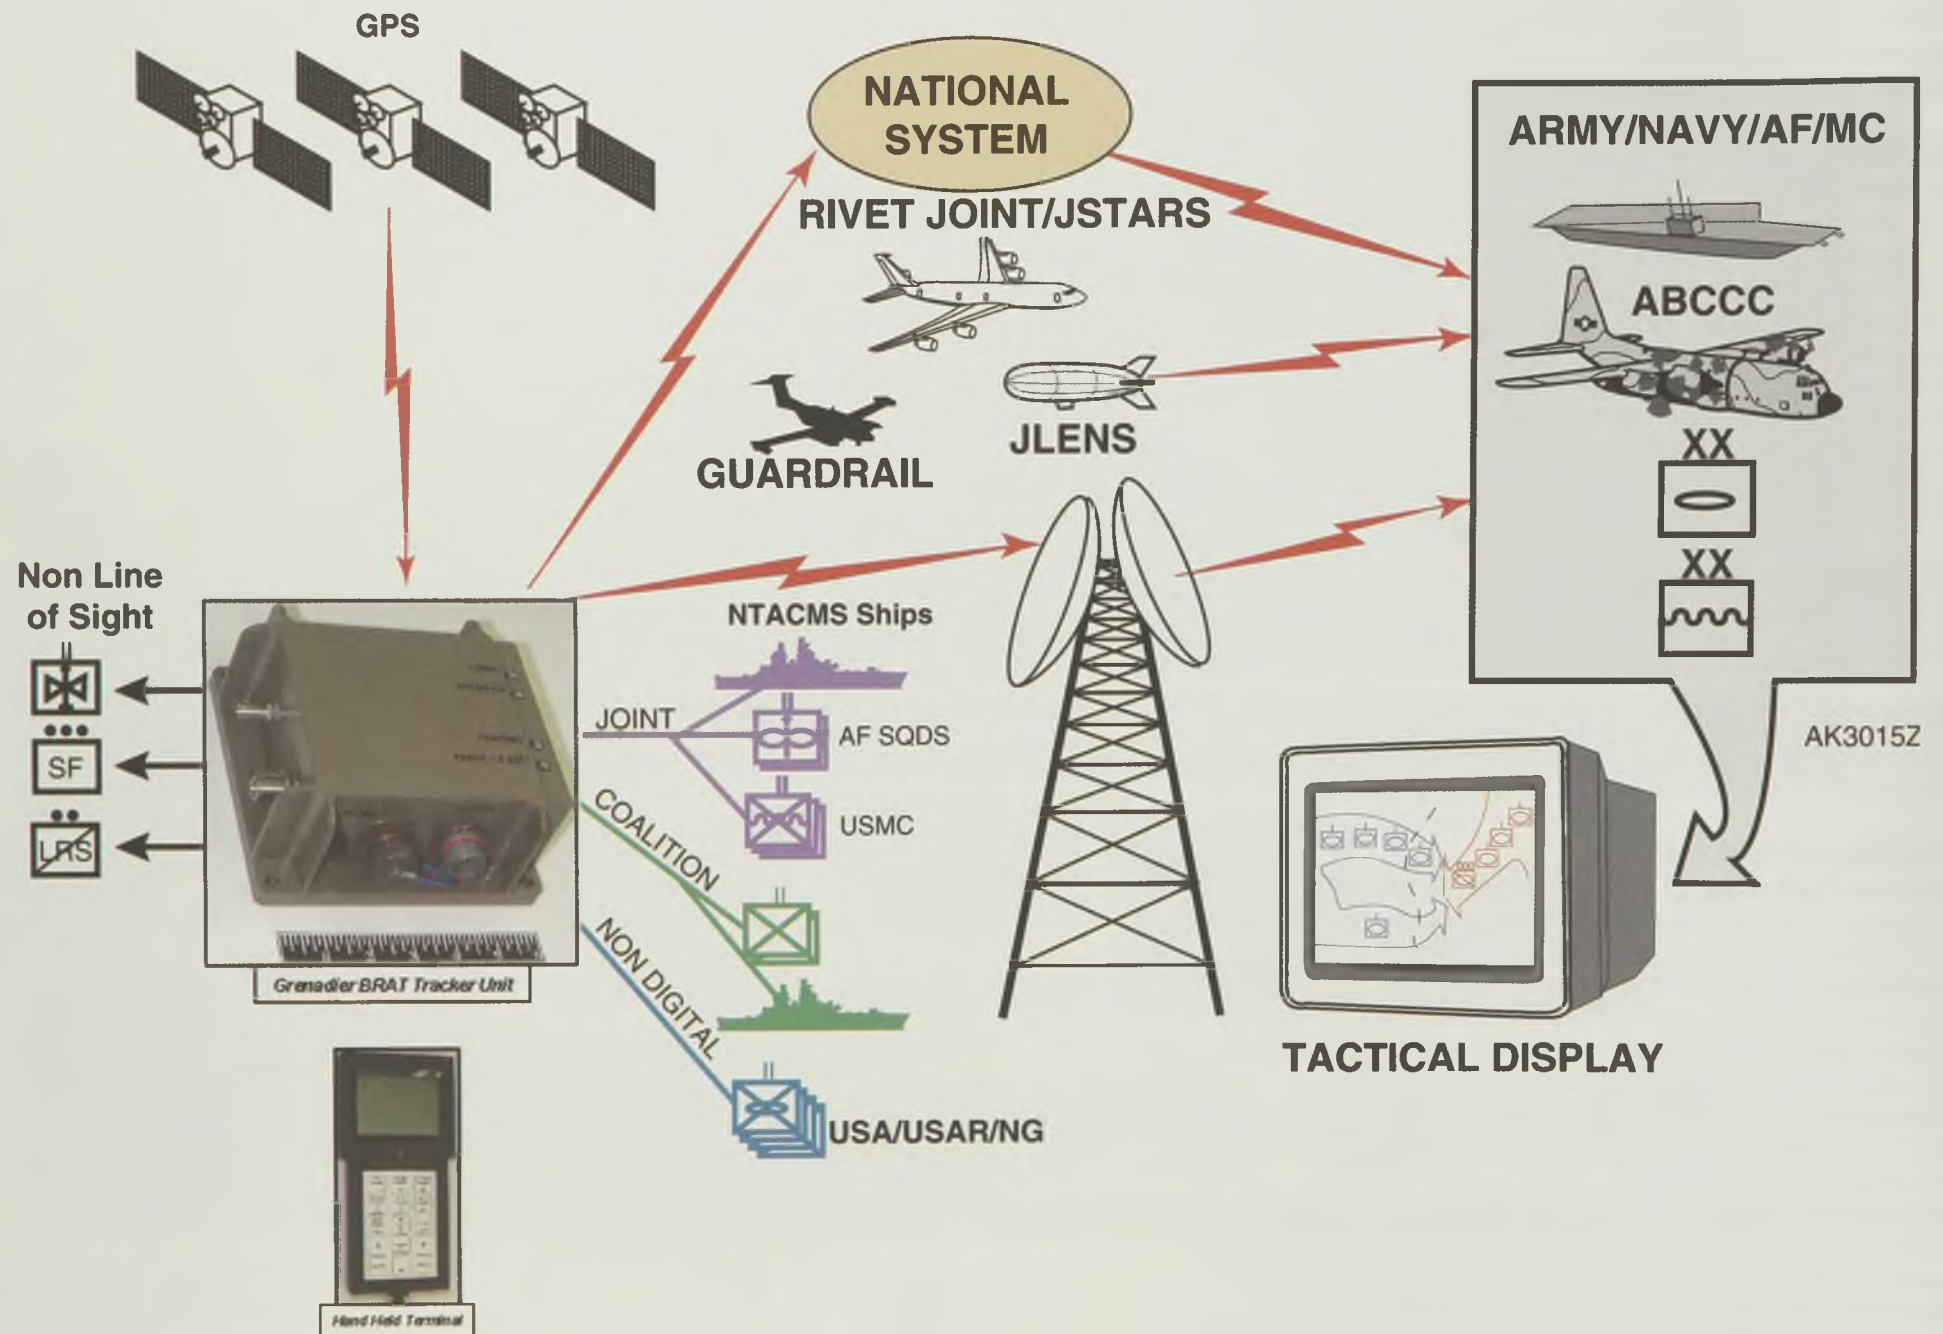 GPS
NATIONAL
SYSTEM
RIVET JOINT/JSTARS
GUARDRAIL
JLENS
ARMY/NAVY/AF/MC
ABCCC
XX
XX
AK3015Z
TACTICAL DISPLAY
Non Line
of Sight
SF
LRS
Grenadier BRAT Tracker Unit
Hand Held Terminal
JOINT
NTACMS Ships
AF SQDS
USMC
COALITION
NON DIGITAL
USA/USAR/NG